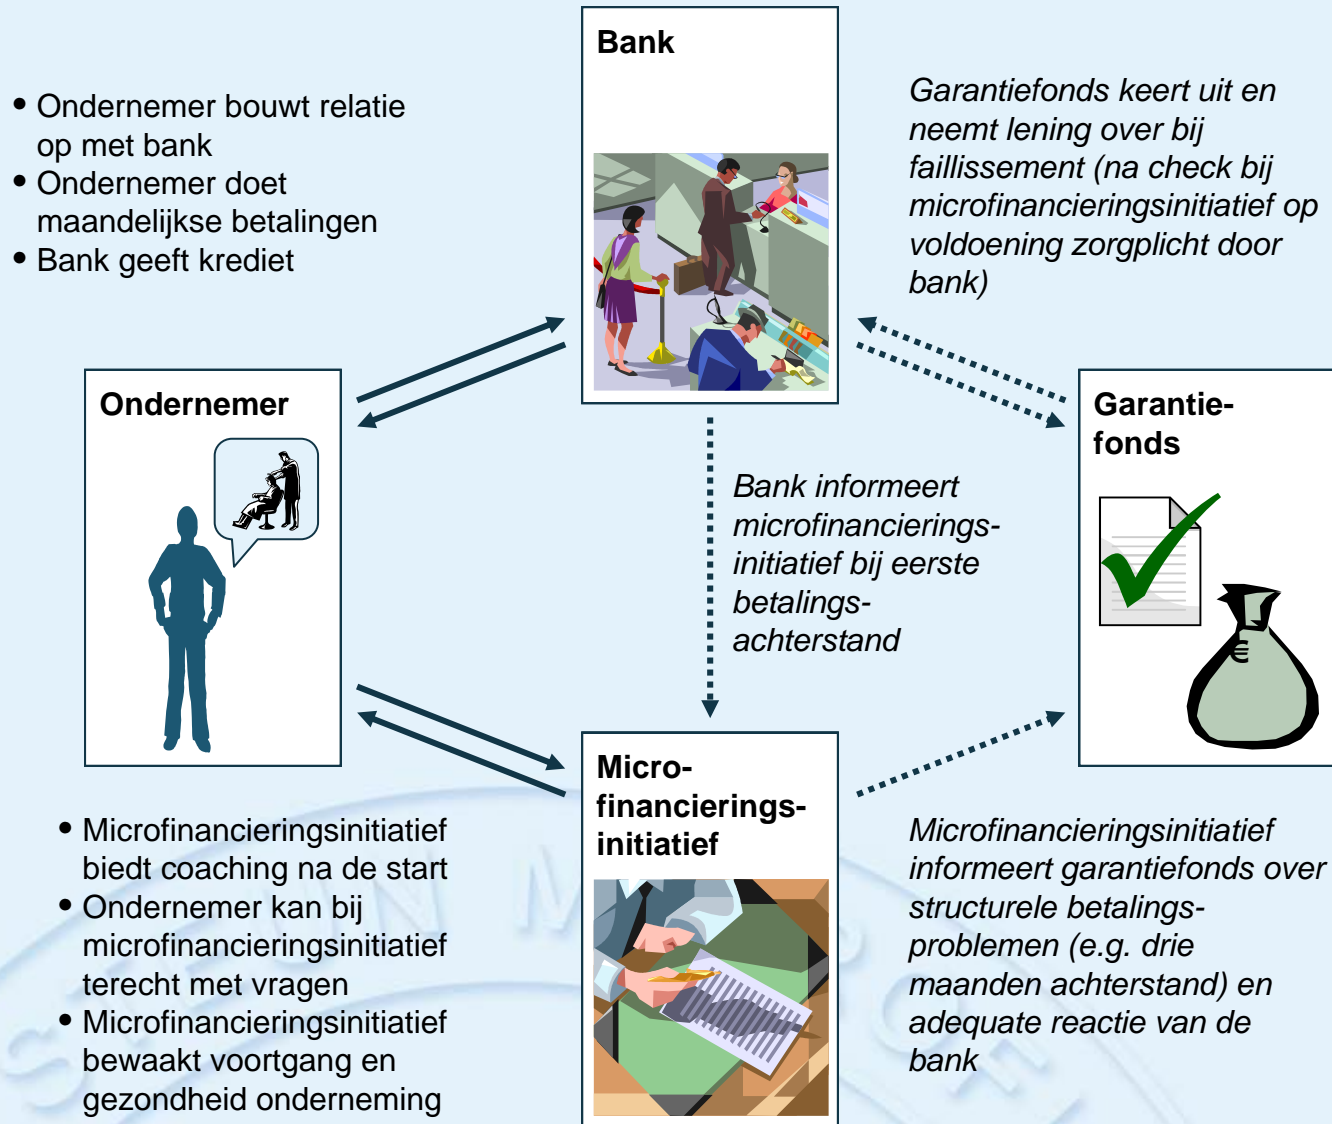 Bank
• Ondernemer bouwt relatie
op met bank
• Ondernemer doet
maandelijkse betalingen
• Bank geeft krediet
Garantiefonds keert uit en
neemt lening over bij
faillissement (na check bij
microfinancieringsinitiatief op
voldoening zorgplicht door
bank)
Ondernemer
Garantie-
fonds
€
Bank informeert
microfinancierings-
initiatief bij eerste
betalings-
achterstand
Micro-
financierings-
initiatief
• Microfinancieringsinitiatief
biedt coaching na de start
• Ondernemer kan bij
microfinancieringsinitiatief
terecht met vragen
• Microfinancieringsinitiatief
bewaakt voortgang en
gezondheid onderneming
Microfinancieringsinitiatief
informeert garantiefonds over
structurele betalings-
problemen (e.g. drie
maanden achterstand) en
adequate reactie van de
bank
STEUN